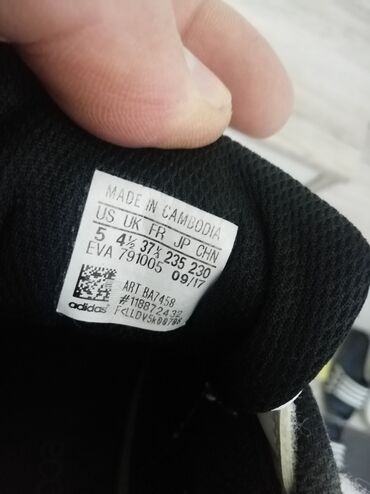 MADE IN CAMBODIA
US UK FR JP CHN
5 4½ 37⅓ 235 230
EVA 791005 09/17
ART BA7458
#118872432
adidas